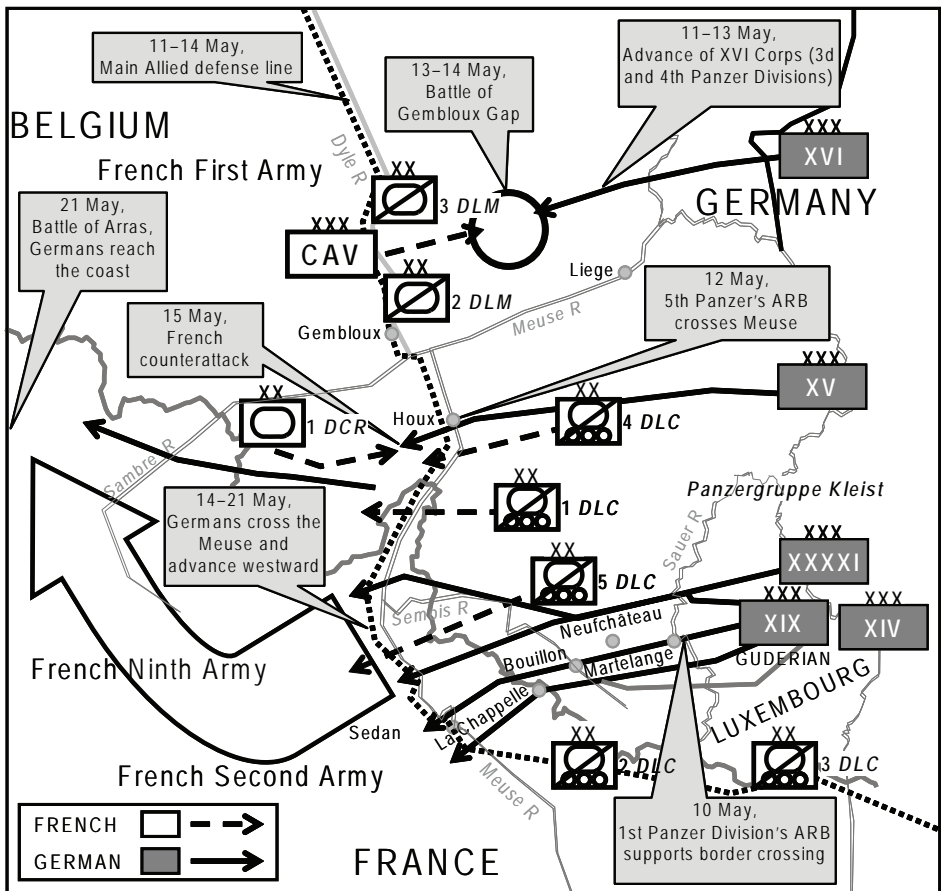 11–14 May,
Main Allied defense line
13–14 May,
Battle of
Gembloux Gap
11–13 May,
Advance of XVI Corps (3d
and 4th Panzer Divisions)
BELGIUM
Dyle R
XXX
XVI
French First Army
XX
3 DLM
GERMANY
21 May,
Battle of Arras,
Germans reach
the coast
XXX
CAV
XX
2 DLM
Liege
12 May,
5th Panzer's ARB
crosses Meuse
15 May,
French
counterattack
Gembloux
Meuse R
XXX
XV
XX
1 DCR
Houx
XX
4 DLC
Sambre R
14–21 May,
Germans cross the
Meuse and
advance westward
XX
1 DLC
Panzergruppe Kleist
Sauer R
XXX
XXXXI
XX
5 DLC
Semois R
Neufchâteau
XXX
XIX
XXX
XIV
French Ninth Army
Bouillon
Martelange
GUDERIAN
LUXEMBOURG
La Chappelle
Sedan
French Second Army
Meuse R
XX
2 DLC
XX
3 DLC
10 May,
1st Panzer Division's ARB
supports border crossing
FRENCH
GERMAN
FRANCE